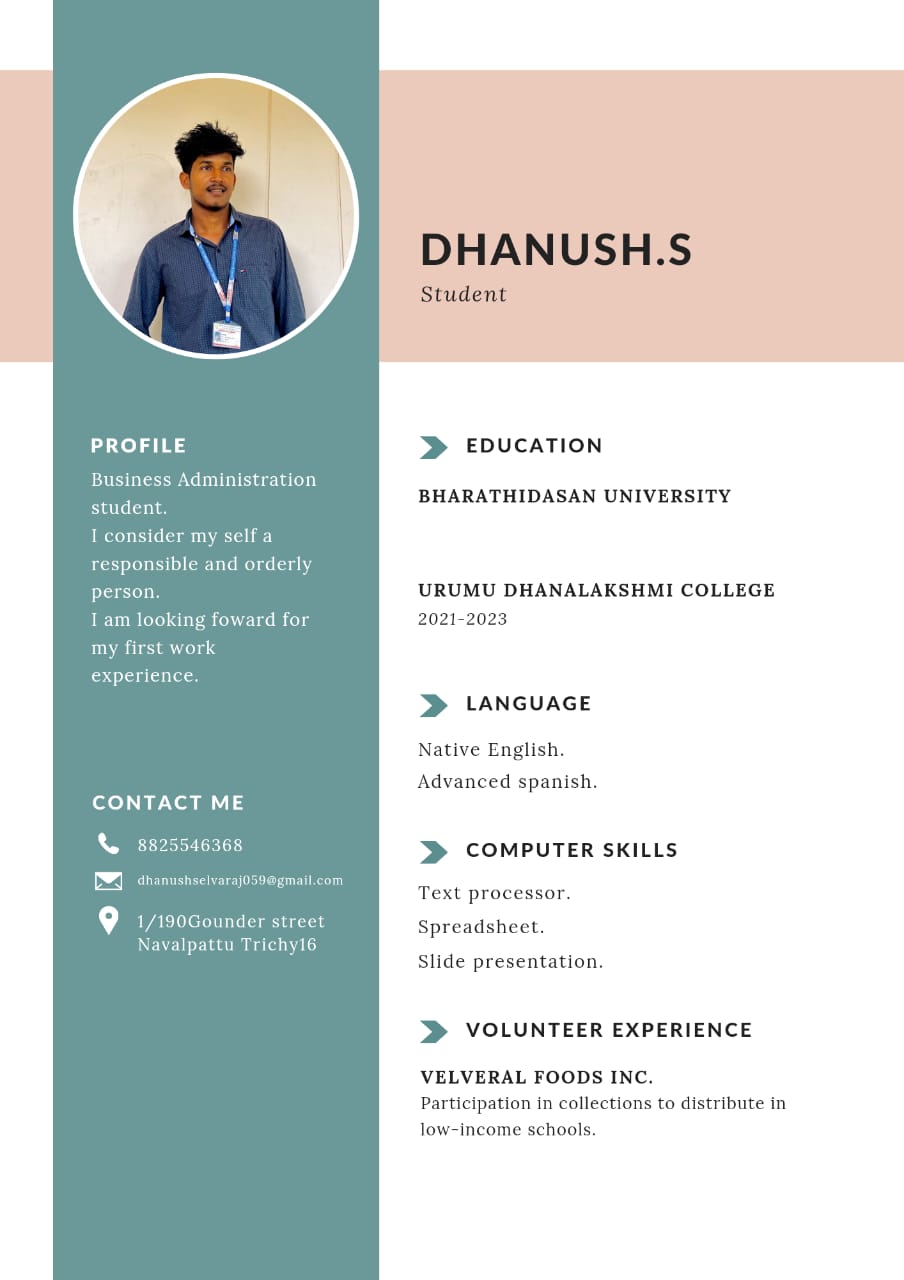 DHANUSH.S
Student
PROFILE
Business Administration
student.
I consider my self a
responsible and orderly
person.
I am looking foward for
my first work
experience.
CONTACT ME
8825546368
dhanushselvaraj059@gmail.com
1/190Gounder street
Navalpattu Trichy16
EDUCATION
BHARATHIDASAN UNIVERSITY
URUMU DHANALAKSHMI COLLEGE
2021-2023
LANGUAGE
Native English.
Advanced spanish.
COMPUTER SKILLS
Text processor.
Spreadsheet.
Slide presentation.
VOLUNTEER EXPERIENCE
VELVERAL FOODS INC.
Participation in collections to distribute in
low-income schools.